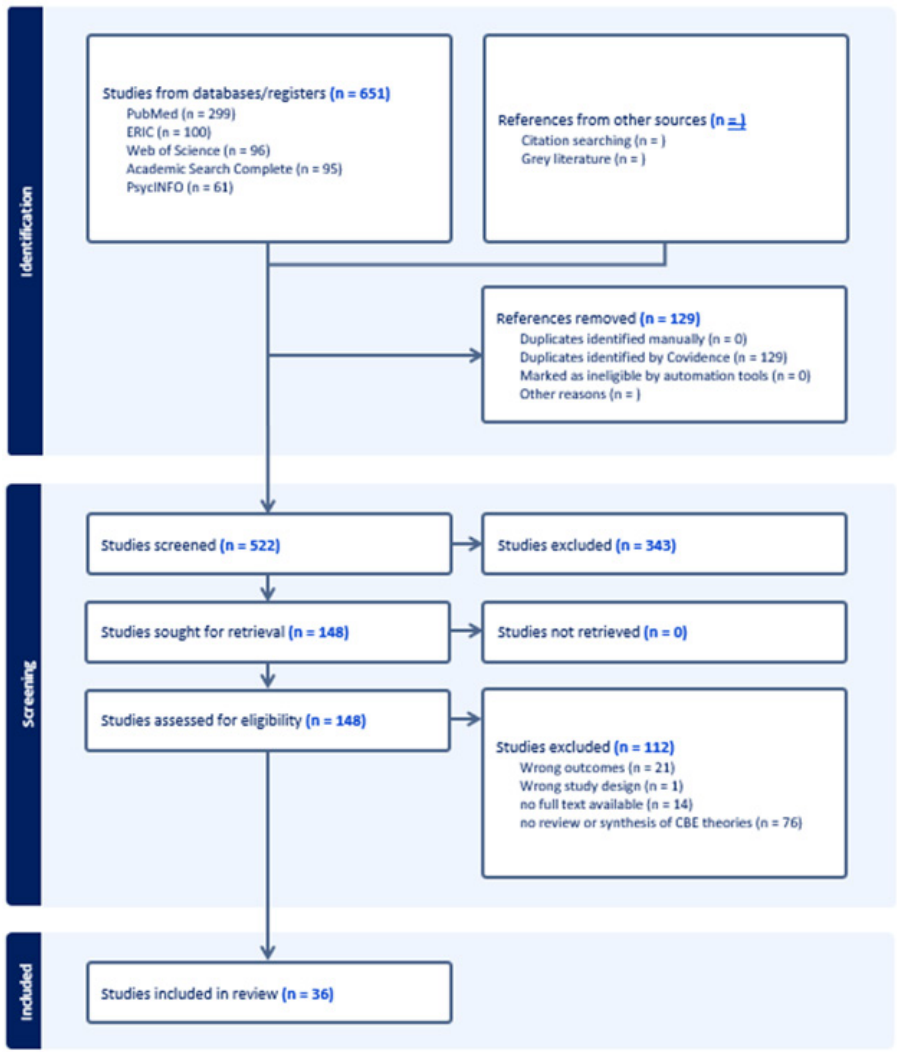 Identification
Studies from databases/registers (n = 651)
PubMed (n = 299)
ERIC (n = 100)
Web of Science (n = 96)
Academic Search Complete (n = 95)
PsycINFO (n = 61)
References from other sources (n = )
Citation searching (n = )
Grey literature (n = )
References removed (n = 129)
Duplicates identified manually (n = 0)
Duplicates identified by Covidence (n = 129)
Marked as ineligible by automation tools (n = 0)
Other reasons (n = )
Screening
Studies screened (n = 522)
Studies excluded (n = 343)
Studies sought for retrieval (n = 148)
Studies not retrieved (n = 0)
Studies assessed for eligibility (n = 148)
Studies excluded (n = 112)
Wrong outcomes (n = 21)
Wrong study design (n = 1)
no full text available (n = 14)
no review or synthesis of CBE theories (n = 76)
Included
Studies included in review (n = 36)